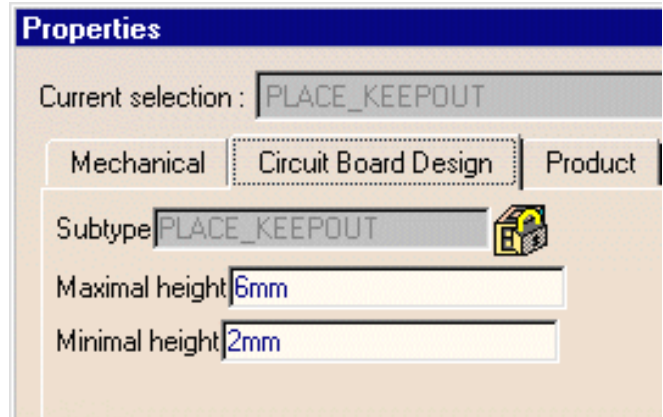 Properties
Current selection : PLACE_KEEPOUT
Mechanical Circuit Board Design Product
Subtype PLACE_KEEPOUT
Maximal height 6mm
Minimal height 2mm